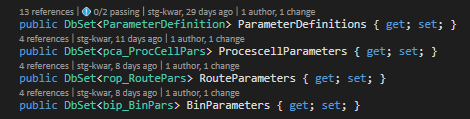 13 references | 0/2 passing | stg-kwar, 29 days ago | 1 author, 1 change
public DbSet<ParameterDefinition> ParameterDefinitions { get; set; }
4 references | stg-kwar, 11 days ago | 1 author, 1 change
public DbSet<pca_ProcCellPars> ProcescellParameters { get; set; }
4 references | stg-kwar, 8 days ago | 1 author, 1 change
public DbSet<rop_RoutePars> RouteParameters { get; set; }
4 references | stg-kwar, 8 days ago | 1 author, 1 change
public DbSet<bip_BinPars> BinParameters { get; set; }